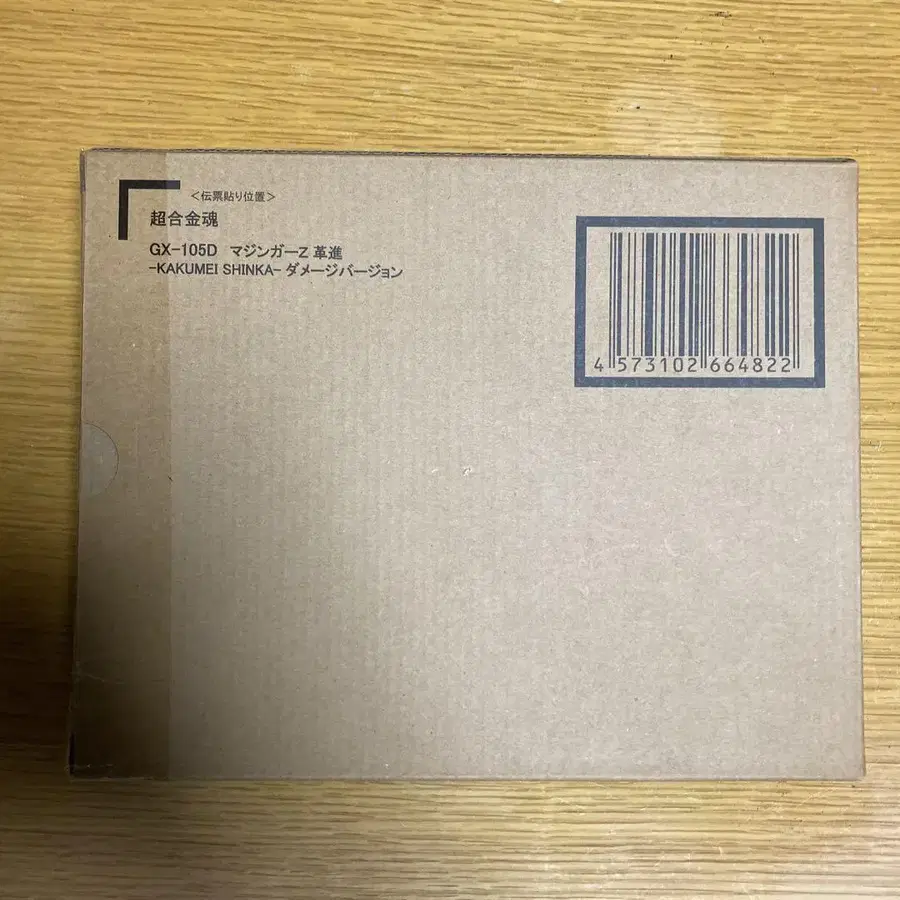 <伝票貼り位置>
超合金魂
GX-105D マジンガーZ 革進
-KAKUMEI SHINKA- ダメージバージョン
4 573102 664822